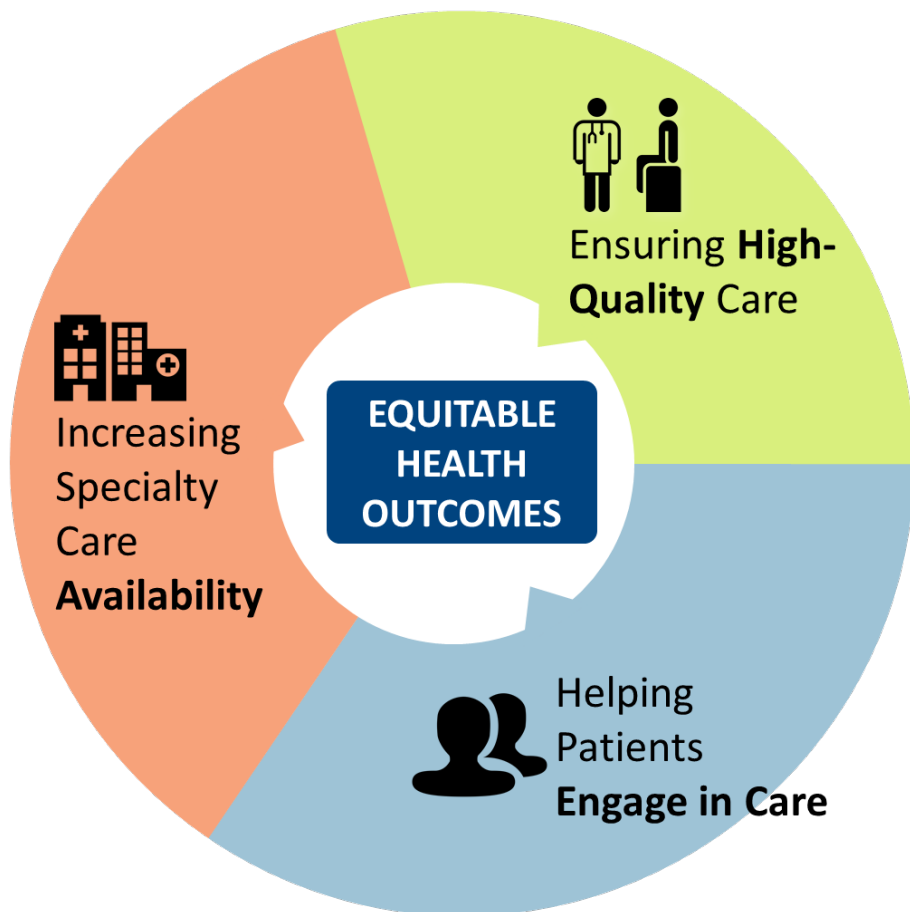 Ensuring High-
Quality Care
EQUITABLE
HEALTH
OUTCOMES
Increasing
Specialty
Care
Availability
Helping
Patients
Engage in Care